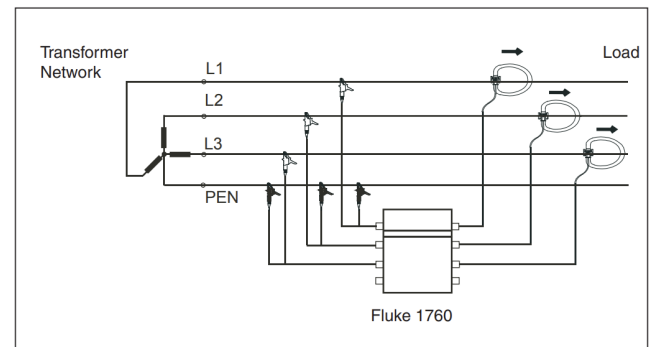 Transformer
Network
Load
L1
L2
L3
PEN
Fluke 1760